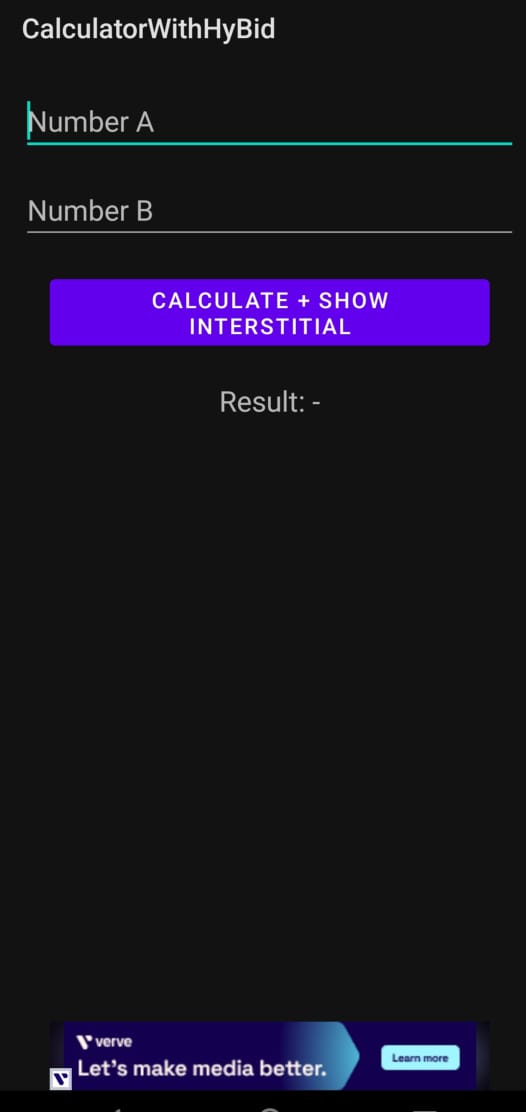 CalculatorWithHyBid
Number A
Number B
CALCULATE + SHOW
INTERSTITIAL
Result: -
verve
Let's make media better.
Learn more